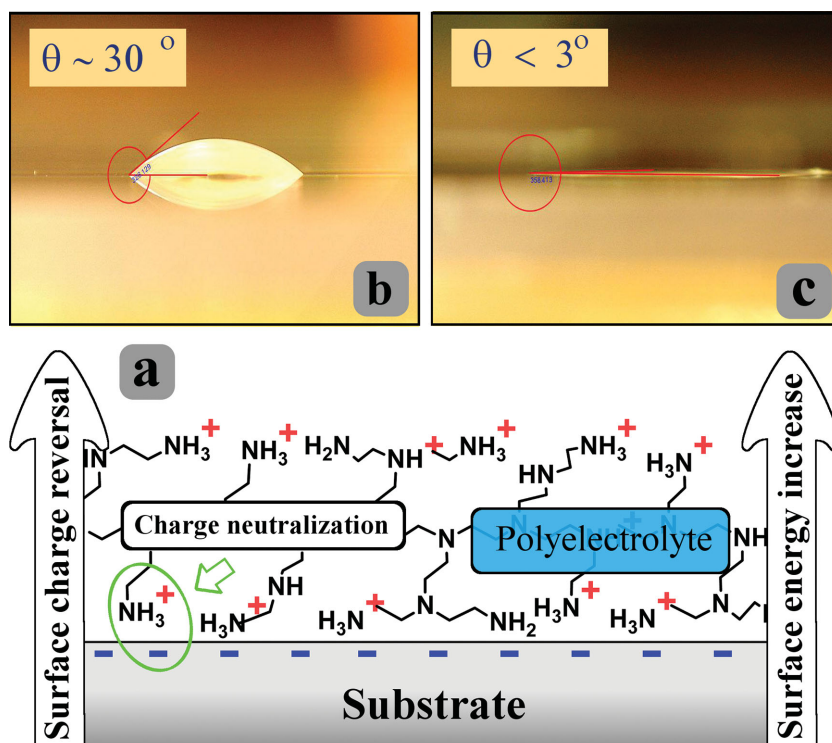 θ ~ 30 °
θ < 3°
b
c
a
Surface charge reversal
Surface energy increase
N
NH₃⁺
NH₃⁺
H₂N
NH⁺
NH₃⁺
NH₃⁺
HN
H₃N⁺
Charge neutralization
Polyelectrolyte
N
N
N
NH
NH₃⁺
H₃N⁺
NH
H₃N⁺
N
NH₂
H₃N⁺
H₃N⁺
N
− − − − − − − −
Substrate